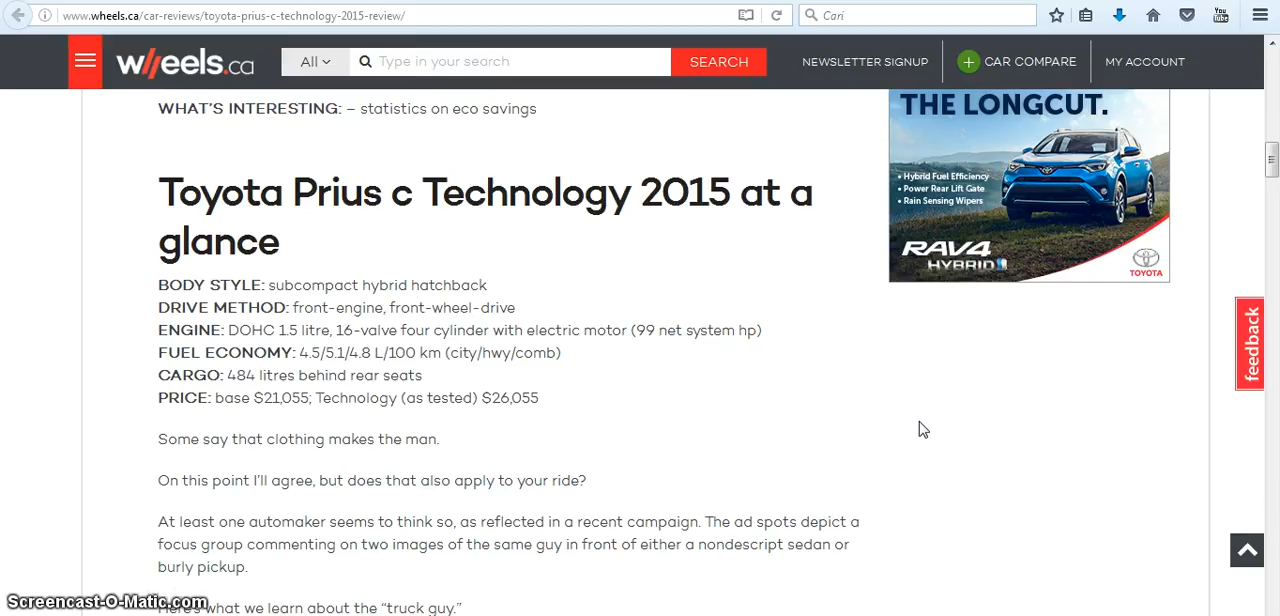 www.wheels.ca/car-reviews/toyota-prius-c-technology-2015-review/
Cari
You
Tube
wheels.ca
All
Type in your search
SEARCH
NEWSLETTER SIGNUP
CAR COMPARE
MY ACCOUNT
WHAT'S INTERESTING: – statistics on eco savings
THE LONGCUT.
• Hybrid Fuel Efficiency
• Power Rear Lift Gate
• Rain Sensing Wipers
RAV4
HYBRID
TOYOTA
Toyota Prius c Technology 2015 at a
glance
BODY STYLE: subcompact hybrid hatchback
DRIVE METHOD: front-engine, front-wheel-drive
ENGINE: DOHC 1.5 litre, 16-valve four cylinder with electric motor (99 net system hp)
FUEL ECONOMY: 4.5/5.1/4.8 L/100 km (city/hwy/comb)
CARGO: 484 litres behind rear seats
PRICE: base $21,055; Technology (as tested) $26,055
feedback
Some say that clothing makes the man.
On this point I'll agree, but does that also apply to your ride?
At least one automaker seems to think so, as reflected in a recent campaign. The ad spots depict a
focus group commenting on two images of the same guy in front of either a nondescript sedan or
burly pickup.
Here's what we learn about the “truck guy.”
Screencast-O-Matic.com